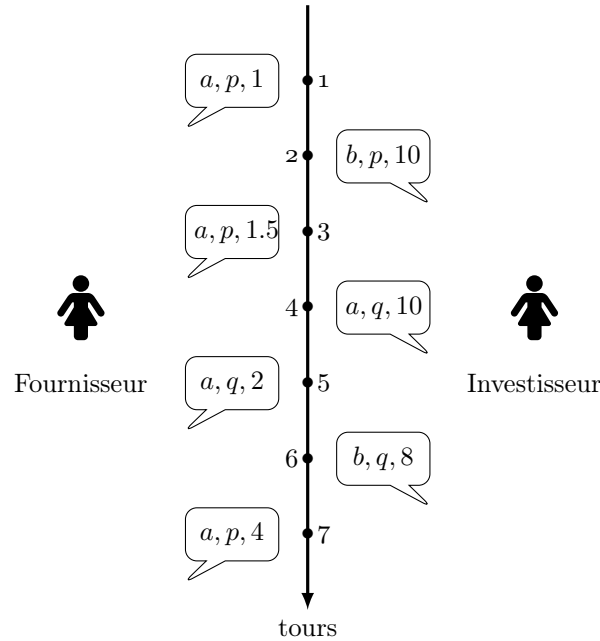 a, p, 1
1
2
b, p, 10
a, p, 1.5
3
4
a, q, 10
Fournisseur
a, q, 2
5
Investisseur
6
b, q, 8
a, p, 4
7
tours